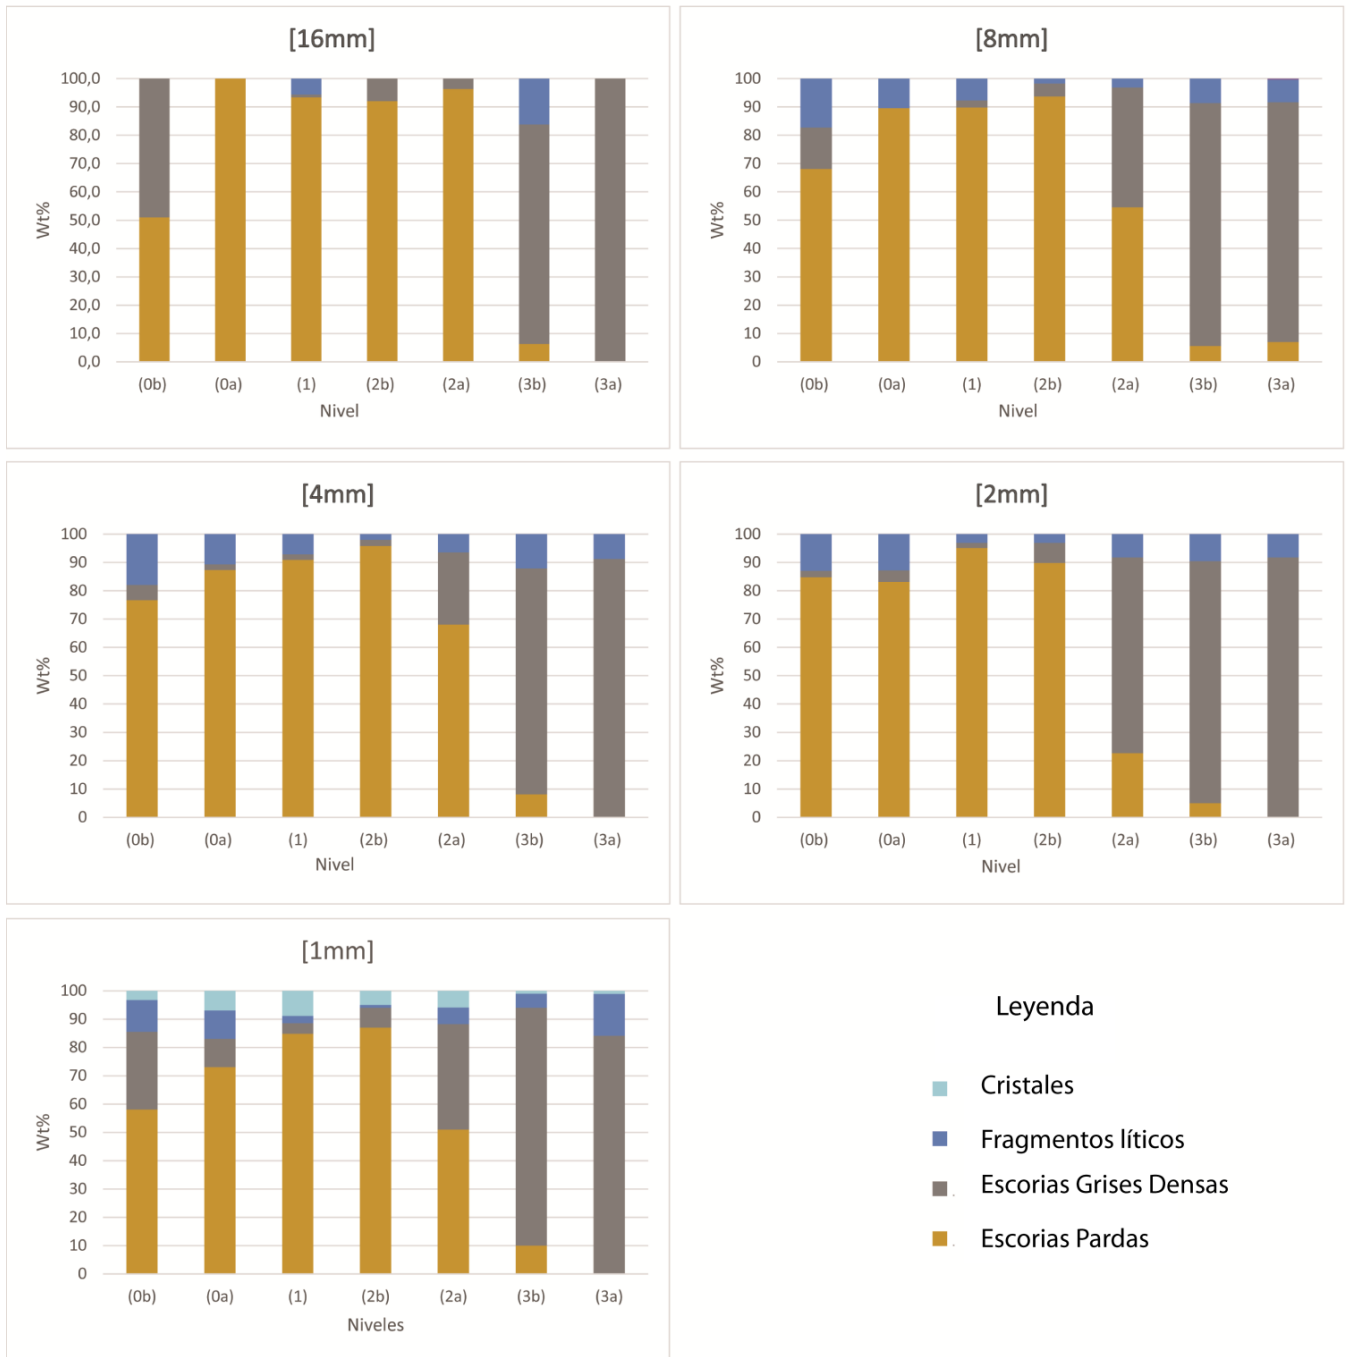 [16mm]
100,0
90,0
80,0
70,0
60,0
50,0
40,0
30,0
20,0
10,0
0,0
Wt%
(0b) (0a) (1) (2b) (2a) (3b) (3a)
Nivel
[8mm]
100
90
80
70
60
50
40
30
20
10
0
Wt%
(0b) (0a) (1) (2b) (2a) (3b) (3a)
Nivel
[4mm]
100
90
80
70
60
50
40
30
20
10
0
Wt%
(0b) (0a) (1) (2b) (2a) (3b) (3a)
Nivel
[2mm]
100
90
80
70
60
50
40
30
20
10
0
Wt%
(0b) (0a) (1) (2b) (2a) (3b) (3a)
Nivel
[1mm]
100
90
80
70
60
50
40
30
20
10
0
Wt%
(0b) (0a) (1) (2b) (2a) (3b) (3a)
Niveles
Leyenda
Cristales
Fragmentos líticos
Escorias Grises Densas
Escorias Pardas